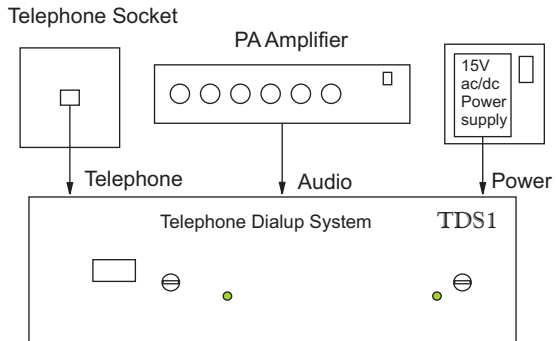 Telephone Socket
PA Amplifier
15V
ac/dc
Power
supply
Telephone
Audio
Power
Telephone Dialup System
TDS1